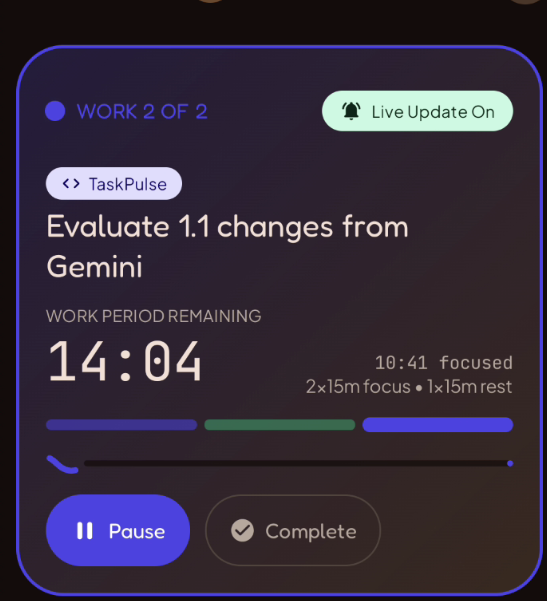 WORK 2 OF 2
Live Update On
TaskPulse
Evaluate 1.1 changes from
Gemini
WORK PERIOD REMAINING
14:04
10:41 focused
2×15m focus • 1×15m rest
Pause
Complete